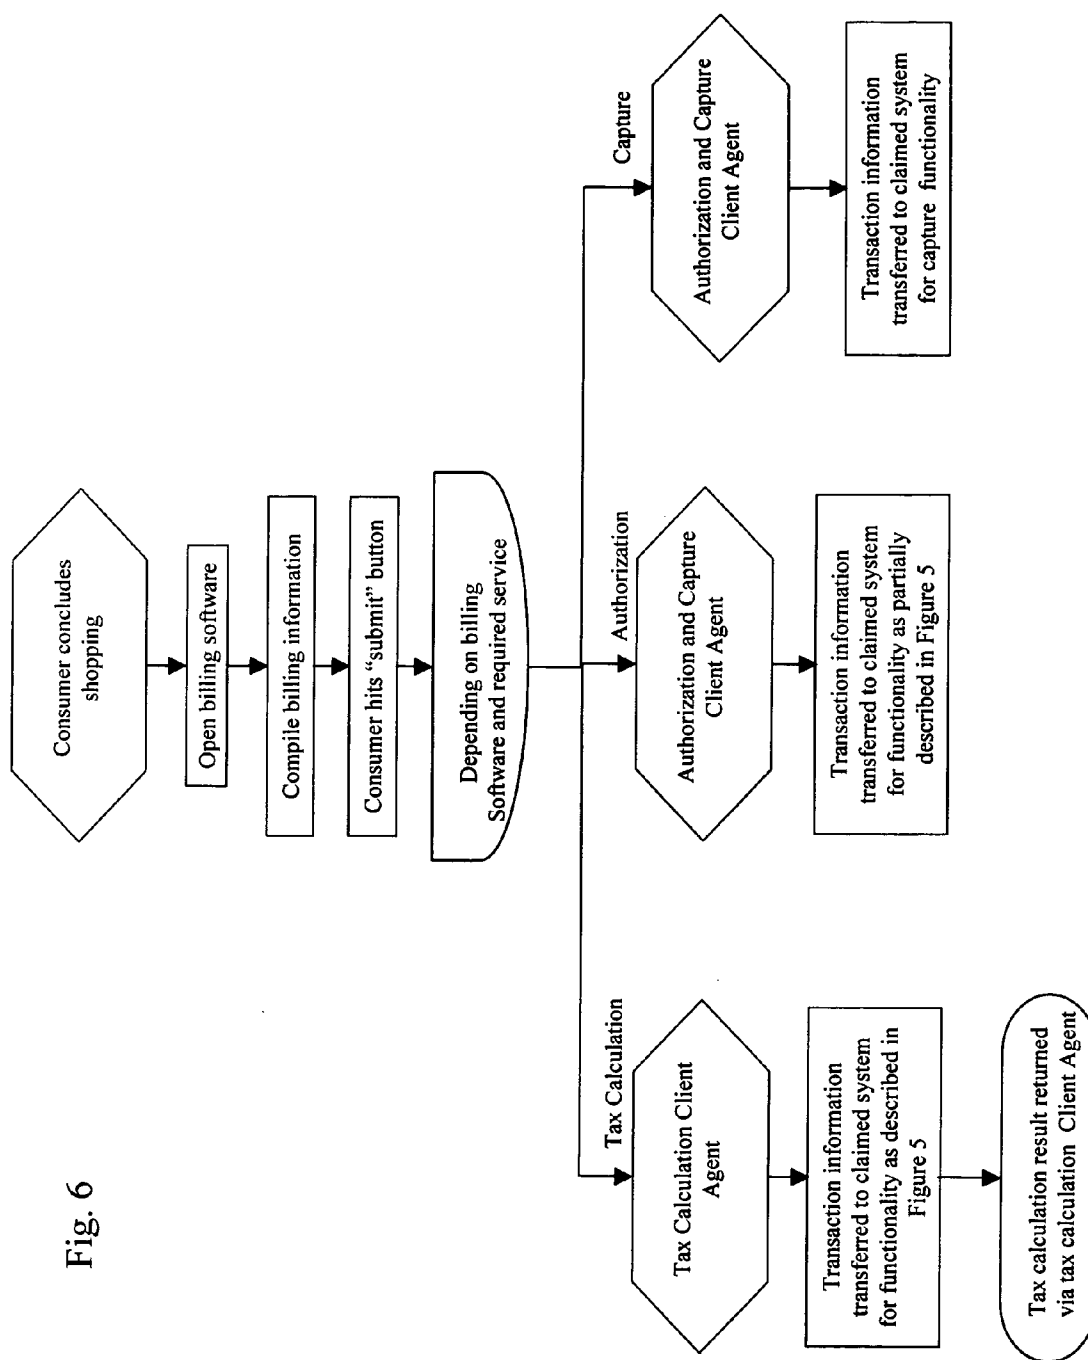 Fig. 6
Consumer concludes
shopping
Open billing software
Compile billing information
Consumer hits “submit” button
Depending on billing
Software and required service
Tax Calculation
Tax Calculation Client
Agent
Transaction information
transferred to claimed system
for functionality as described in
Figure 5
Tax calculation result returned
via tax calculation Client Agent
Authorization
Authorization and Capture
Client Agent
Transaction information
transferred to claimed system
for functionality as partially
described in Figure 5
Capture
Authorization and Capture
Client Agent
Transaction information
transferred to claimed system
for capture functionality